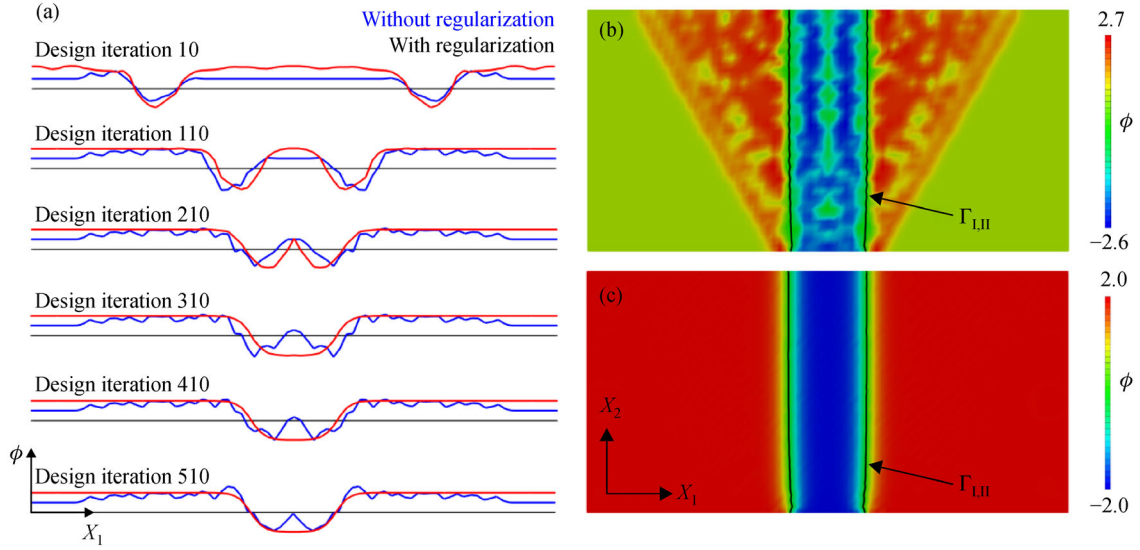 (a)
Without regularization
With regularization
Design iteration 10
Design iteration 110
Design iteration 210
Design iteration 310
Design iteration 410
Design iteration 510
ϕ
X1
(b)
ΓI,II
2.7
ϕ
−2.6
(c)
X2
X1
ΓI,II
2.0
ϕ
−2.0